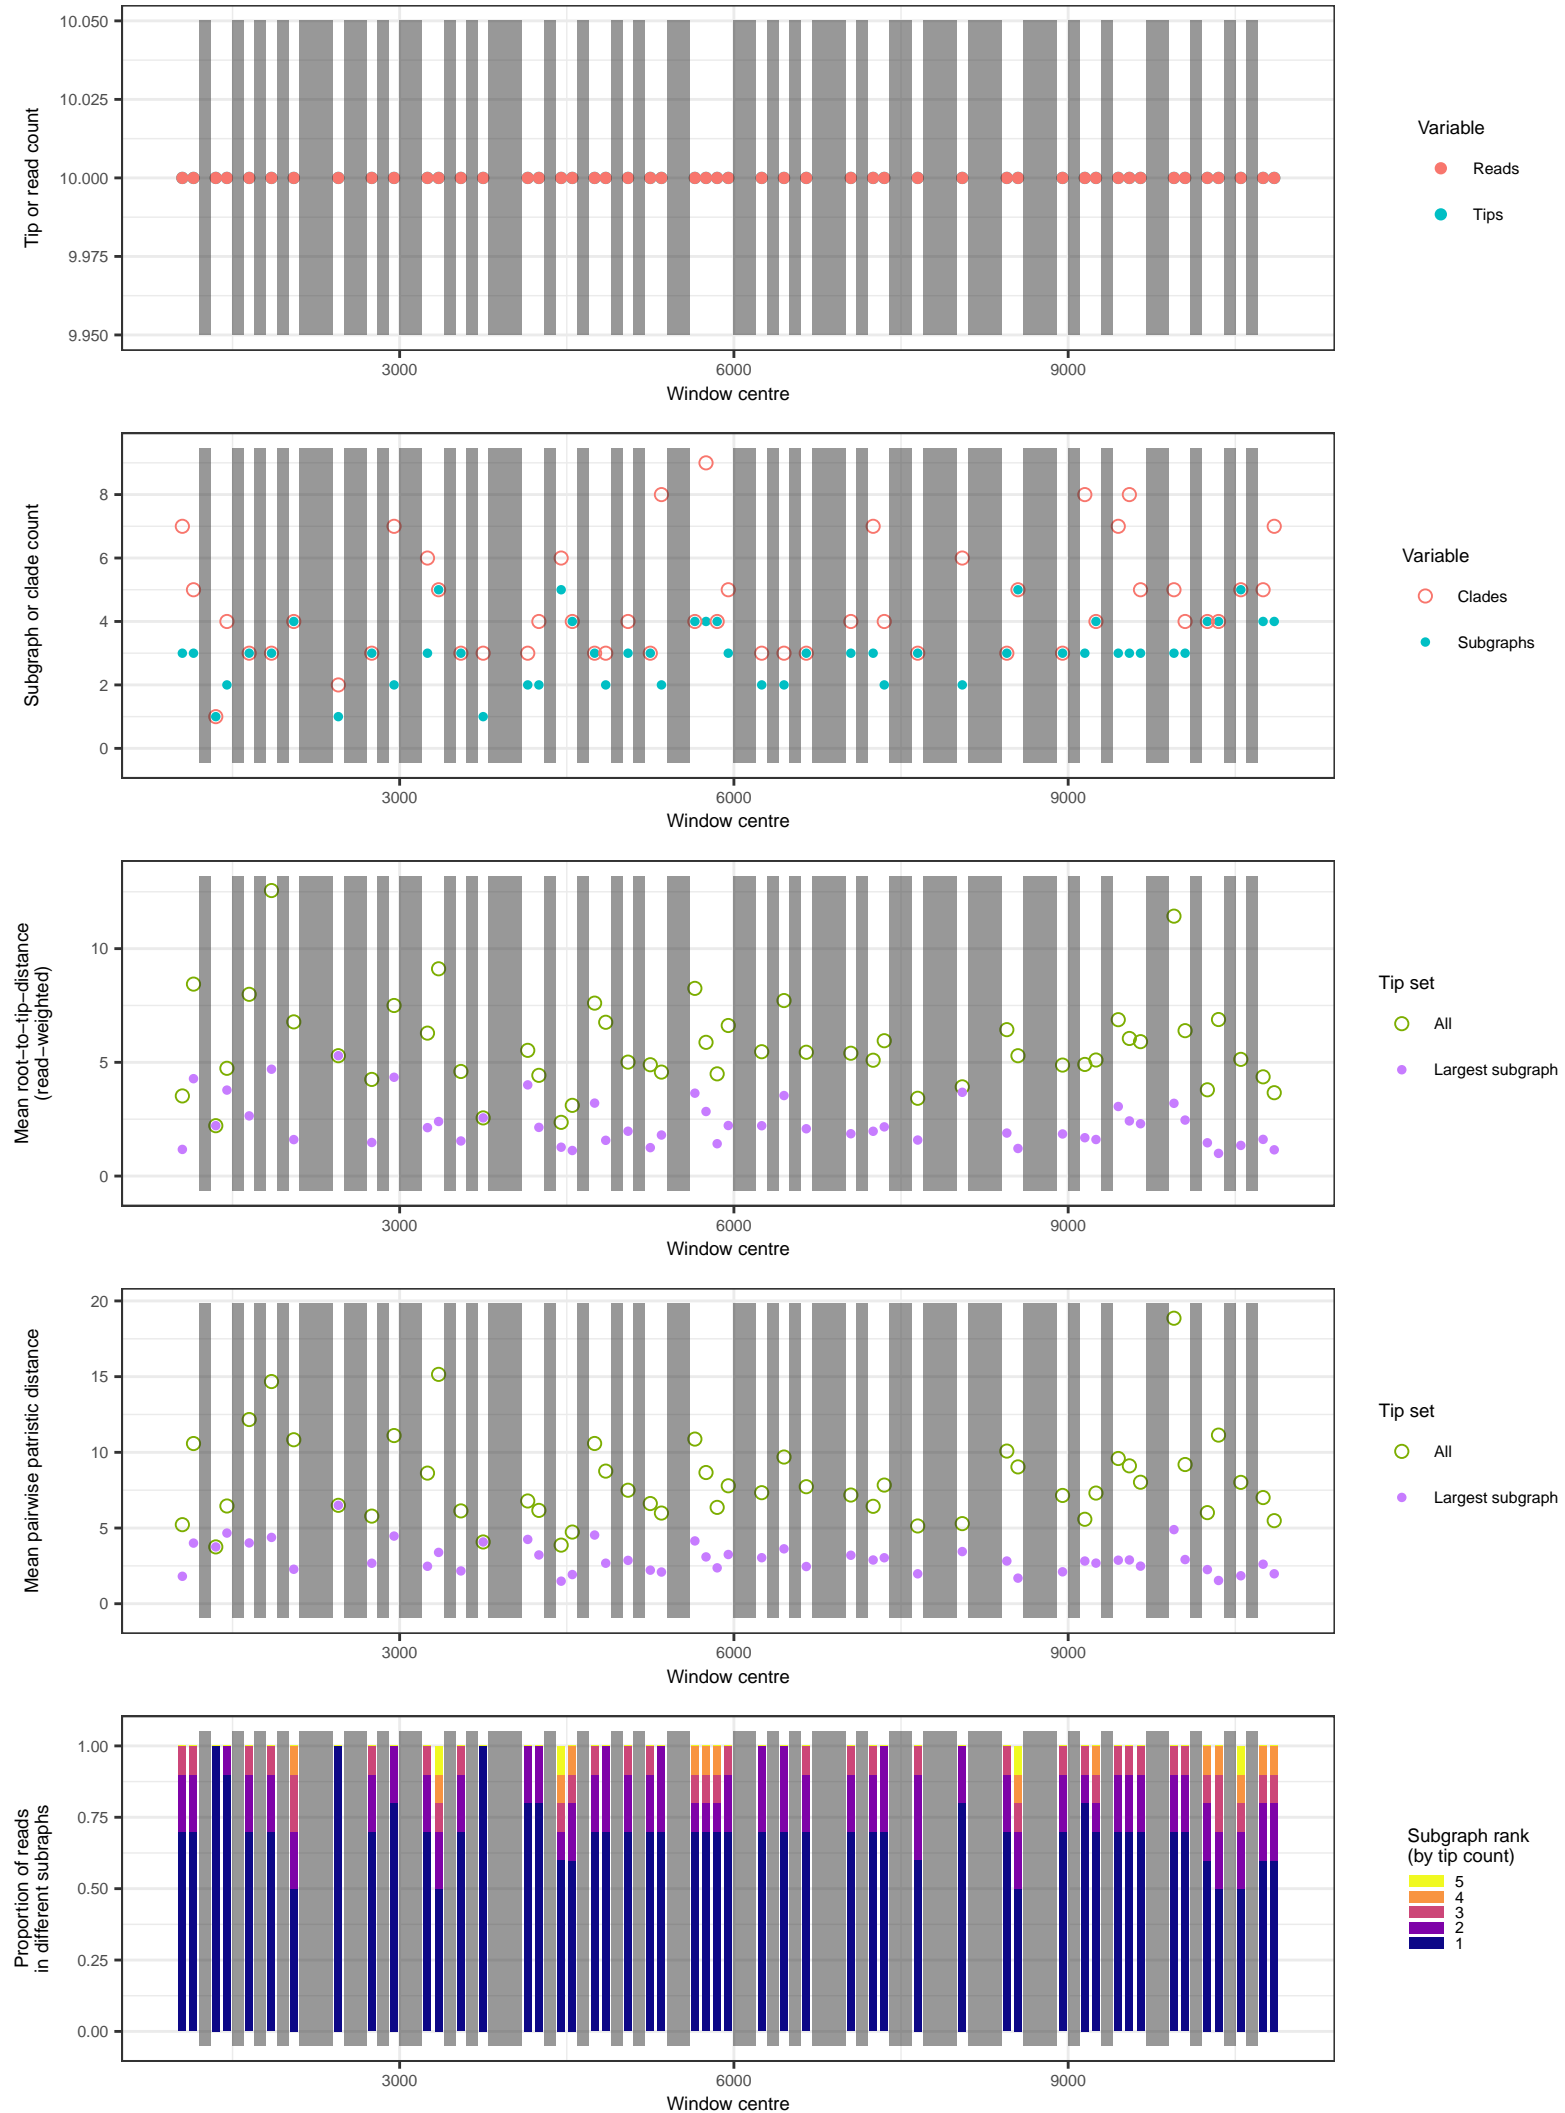 10.050
10.025
10.000
9.975
9.950
Tip or read count
3000
6000
9000
Window centre
Variable
Reads
Tips
8
6
4
2
0
Subgraph or clade count
3000
6000
9000
Window centre
Variable
Clades
Subgraphs
10
5
0
Mean root−to−tip−distance
(read−weighted)
3000
6000
9000
Window centre
Tip set
All
Largest subgraph
20
15
10
5
0
Mean pairwise patristic distance
3000
6000
9000
Window centre
Tip set
All
Largest subgraph
1.00
0.75
0.50
0.25
0.00
Proportion of reads
in different subraphs
3000
6000
9000
Window centre
Subgraph rank
(by tip count)
5
4
3
2
1